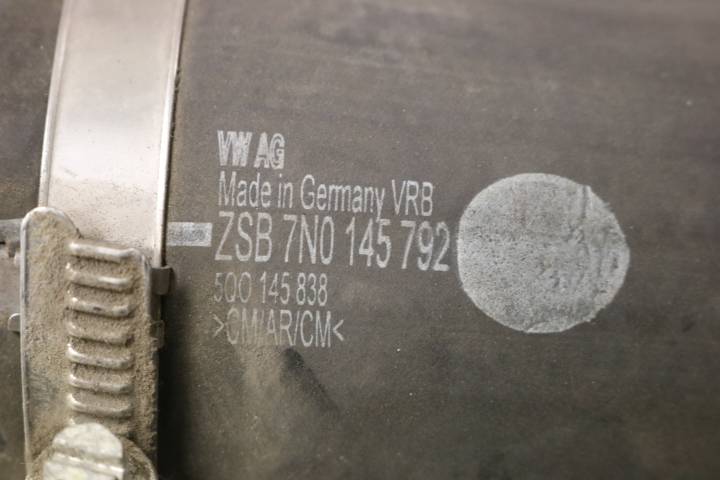 VW AG
Made in Germany VRB
ZSB 7N0 145 792
5Q0 145 838
>CM/AR/CM<